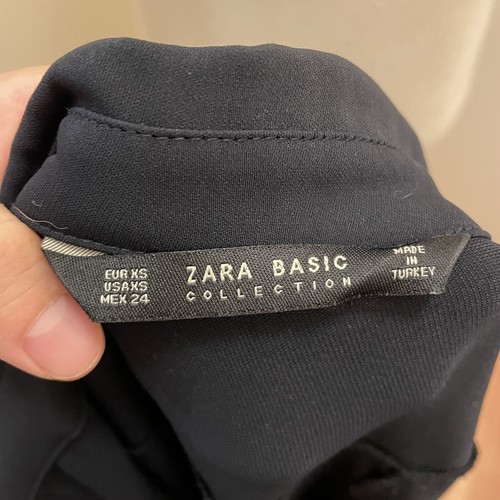 EUR XS
USA XS
MEX 24
ZARA BASIC
COLLECTION
MADE
IN
TURKEY